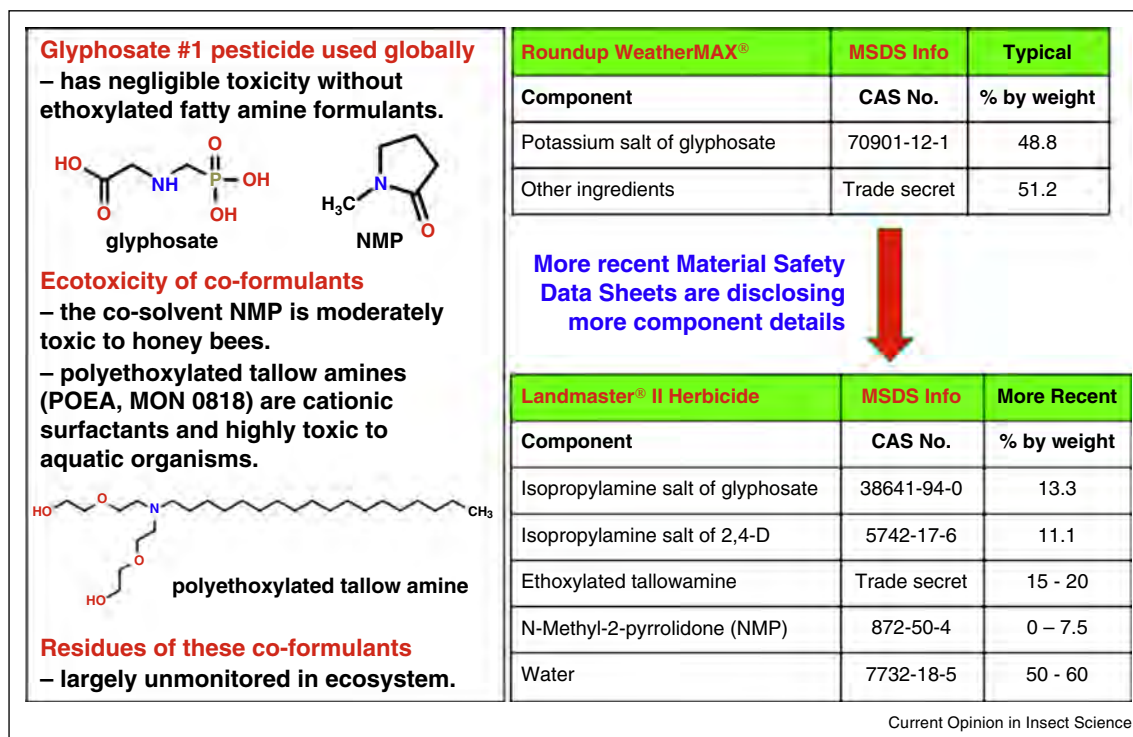 Glyphosate #1 pesticide used globally
– has negligible toxicity without
ethoxylated fatty amine formulants.
HO
O
NH
O
P
OH
OH
glyphosate
N
H₃C
O
NMP
Ecotoxicity of co-formulants
– the co-solvent NMP is moderately
toxic to honey bees.
– polyethoxylated tallow amines
(POEA, MON 0818) are cationic
surfactants and highly toxic to
aquatic organisms.
HO
O
N
CH₃
O
HO
polyethoxylated tallow amine
Residues of these co-formulants
– largely unmonitored in ecosystem.
Roundup WeatherMAX® MSDS Info Typical
Component CAS No. % by weight
Potassium salt of glyphosate 70901-12-1 48.8
Other ingredients Trade secret 51.2
More recent Material Safety
Data Sheets are disclosing
more component details
Landmaster® II Herbicide MSDS Info More Recent
Component CAS No. % by weight
Isopropylamine salt of glyphosate 38641-94-0 13.3
Isopropylamine salt of 2,4-D 5742-17-6 11.1
Ethoxylated tallowamine Trade secret 15 - 20
N-Methyl-2-pyrrolidone (NMP) 872-50-4 0 – 7.5
Water 7732-18-5 50 - 60
Current Opinion in Insect Science